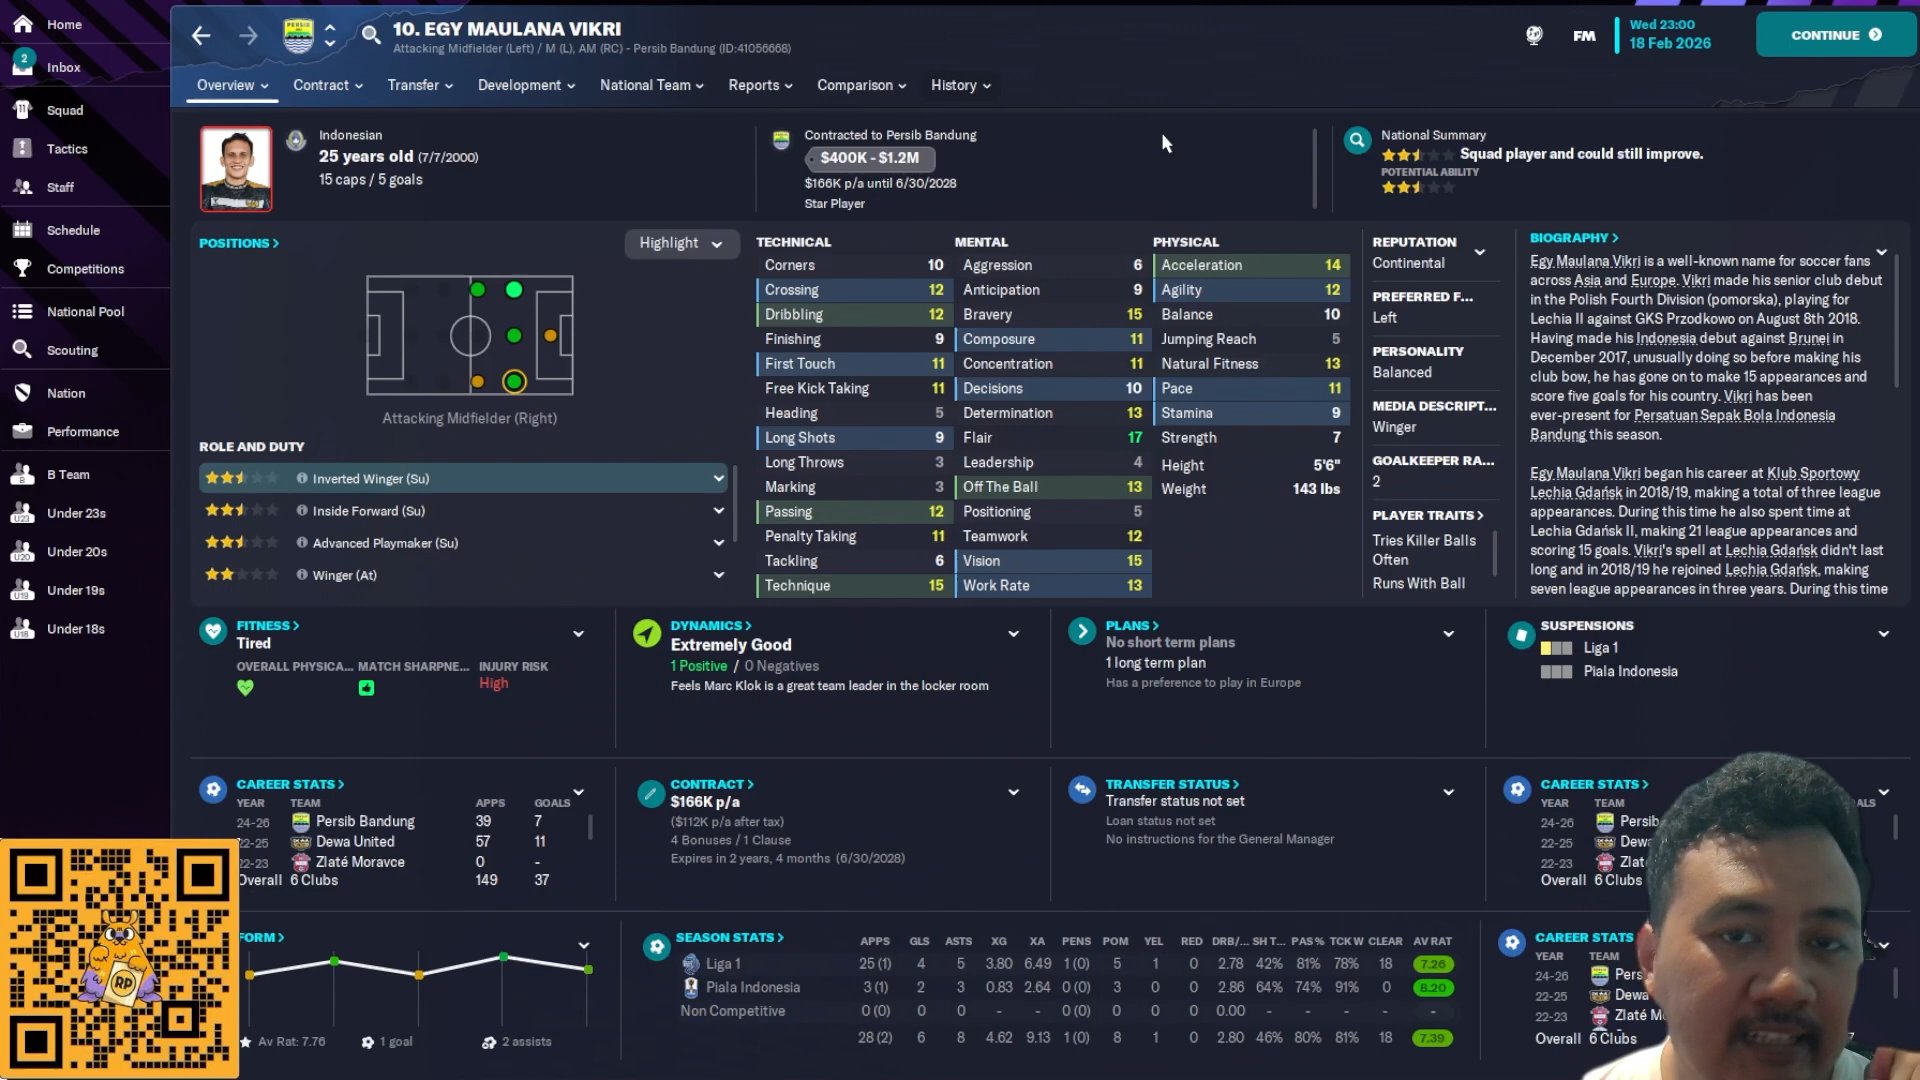 Home
2
Inbox
Squad
Tactics
Staff
Schedule
Competitions
National Pool
Scouting
Nation
Performance
B Team
Under 23s
Under 20s
Under 19s
Under 18s
10. EGY MAULANA VIKRI
Attacking Midfielder (Left) / M (L), AM (RC) - Persib Bandung (ID:41056668)
FM
Wed 23:00
18 Feb 2026
CONTINUE
Overview
Contract
Transfer
Development
National Team
Reports
Comparison
History
Indonesian
25 years old (7/7/2000)
15 caps / 5 goals
Contracted to Persib Bandung
$400K - $1.2M
$166K p/a until 6/30/2028
Star Player
National Summary
Squad player and could still improve.
POTENTIAL ABILITY
POSITIONS >
Highlight
Attacking Midfielder (Right)
ROLE AND DUTY
Inverted Winger (Su)
Inside Forward (Su)
Advanced Playmaker (Su)
Winger (At)
TECHNICAL
Corners 10
Crossing 12
Dribbling 12
Finishing 9
First Touch 11
Free Kick Taking 11
Heading 5
Long Shots 9
Long Throws 3
Marking 3
Passing 12
Penalty Taking 11
Tackling 6
Technique 15
MENTAL
Aggression 6
Anticipation 9
Bravery 15
Composure 11
Concentration 11
Decisions 10
Determination 13
Flair 17
Leadership 4
Off The Ball 13
Positioning 5
Teamwork 12
Vision 15
Work Rate 13
PHYSICAL
Acceleration 14
Agility 12
Balance 10
Jumping Reach 5
Natural Fitness 13
Pace 11
Stamina 9
Strength 7
Height 5'6"
Weight 143 lbs
REPUTATION
Continental
PREFERRED F...
Left
PERSONALITY
Balanced
MEDIA DESCRIPT...
Winger
GOALKEEPER RA...
2
PLAYER TRAITS >
Tries Killer Balls
Often
Runs With Ball
BIOGRAPHY >
Egy Maulana Vikri is a well-known name for soccer fans
across Asia and Europe. Vikri made his senior club debut
in the Polish Fourth Division (pomorska), playing for
Lechia II against GKS Przodkowo on August 8th 2018.
Having made his Indonesia debut against Brunei in
December 2017, unusually doing so before making his
club bow, he has gone on to make 15 appearances and
score five goals for his country. Vikri has been
ever-present for Persatuan Sepak Bola Indonesia
Bandung this season.
Egy Maulana Vikri began his career at Klub Sportowy
Lechia Gdańsk in 2018/19, making a total of three league
appearances. During this time he also spent time at
Lechia Gdańsk II, making 21 league appearances and
scoring 15 goals. Vikri's spell at Lechia Gdańsk didn't last
long and in 2018/19 he rejoined Lechia Gdańsk, making
seven league appearances in three years. During this time
FITNESS >
Tired
OVERALL PHYSICA... MATCH SHARPNE... INJURY RISK
High
DYNAMICS >
Extremely Good
1 Positive / 0 Negatives
Feels Marc Klok is a great team leader in the locker room
PLANS >
No short term plans
1 long term plan
Has a preference to play in Europe
SUSPENSIONS
Liga 1
Piala Indonesia
CAREER STATS >
YEAR TEAM APPS GOALS
24-26 Persib Bandung 39 7
22-25 Dewa United 57 11
22-23 Zlaté Moravce 0 -
Overall 6 Clubs 149 37
CONTRACT >
$166K p/a
($112K p/a after tax)
4 Bonuses / 1 Clause
Expires in 2 years, 4 months (6/30/2028)
TRANSFER STATUS >
Transfer status not set
Loan status not set
No instructions for the General Manager
CAREER STATS >
YEAR TEAM ALS
24-26 Persib
22-25 Dewa
22-23 Zlat
Overall 6 Clubs
RP
FORM >
Av Rat: 7.76 1 goal 2 assists
SEASON STATS > APPS GLS ASTS XG XA PENS POM YEL RED DRB/... SH T... PAS % TCK W CLEAR AV RAT
Liga 1 25 (1) 4 5 3.80 6.49 1 (0) 5 1 0 2.78 42% 81% 78% 18 7.26
Piala Indonesia 3 (1) 2 3 0.83 2.64 0 (0) 3 0 0 2.86 64% 74% 91% 0 8.20
Non Competitive 0 (0) 0 0 - - 0 (0) 0 0 0 0.00 - - - - -
28 (2) 6 8 4.62 9.13 1 (0) 8 1 0 2.80 46% 80% 81% 18 7.39
CAREER STATS
YEAR TEAM
24-26 Pers
22-25 Dewa
22-23 Zlaté M
Overall 6 Clubs